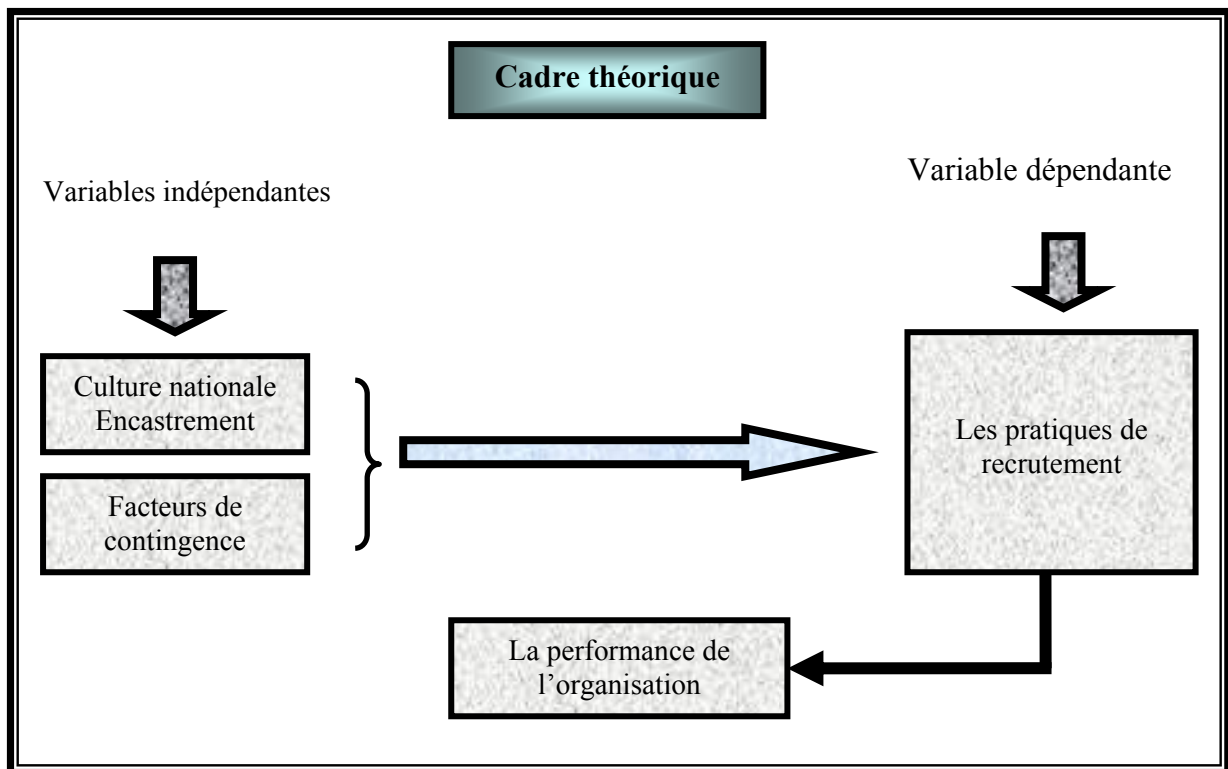 Cadre théorique
Variables indépendantes
Variable dépendante
Culture nationale
Encastrement
Facteurs de
contingence
Les pratiques de
recrutement
La performance de
l’organisation